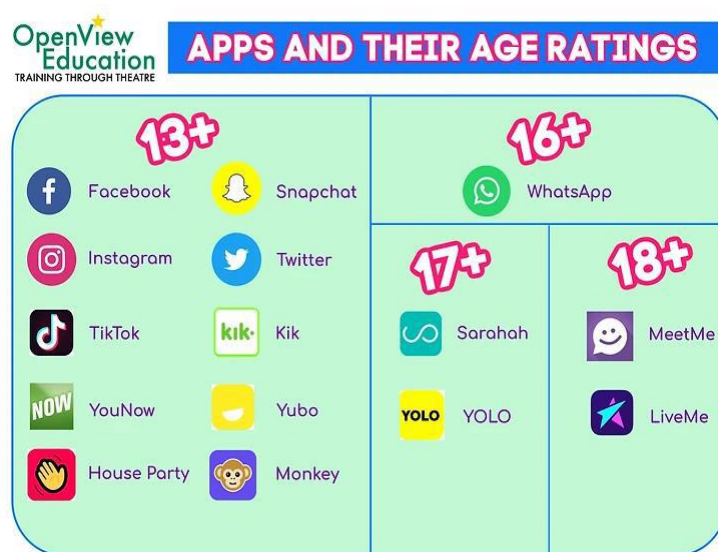 OpenView
Education
TRAINING THROUGH THEATRE
APPS AND THEIR AGE RATINGS
13+
Facebook
Snapchat
Instagram
Twitter
TikTok
kik.
Kik
NOW
YouNow
Yubo
House Party
Monkey
16+
WhatsApp
17+
Sarahah
YOLO
YOLO
18+
MeetMe
LiveMe